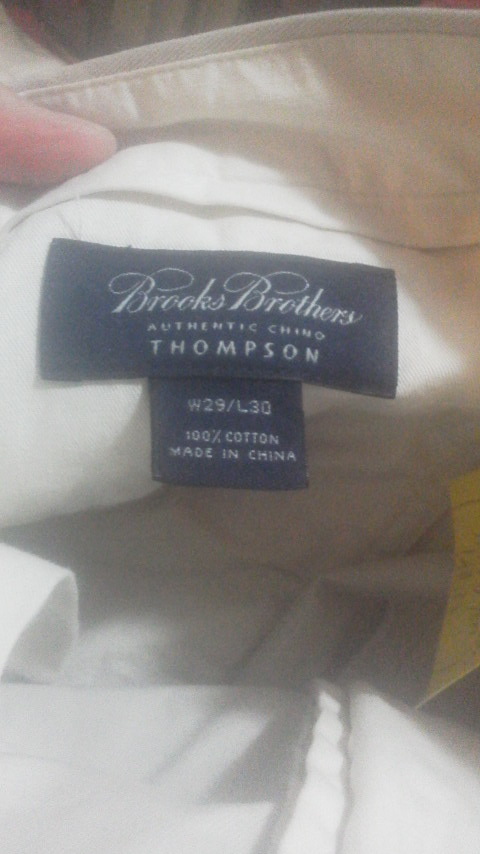 Brooks Brothers
AUTHENTIC CHINO
THOMPSON
W29/L30
100% COTTON
MADE IN CHINA